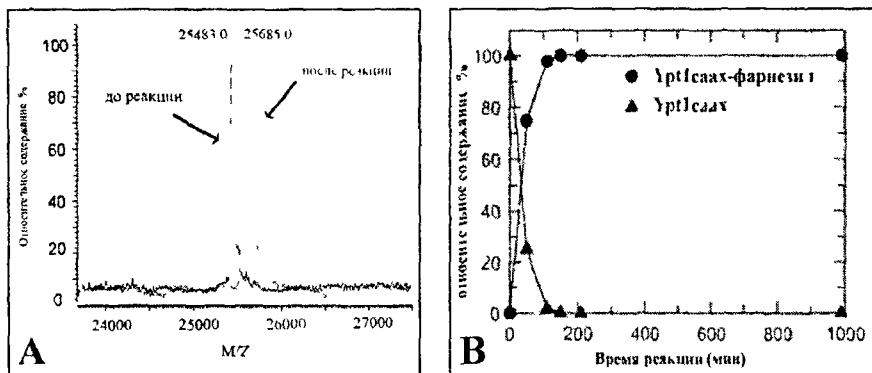 25483.0 25685.0
100
80
60
40
20
0
Относительное содержание %
до реакции
после реакции
24000 25000 26000 27000
M/Z
A
100
80
60
40
20
0
относительное содержание %
Ypt1caax-фарнезил
Ypt1caax
0 200 400 600 800 1000
Время реакции (мин)
B